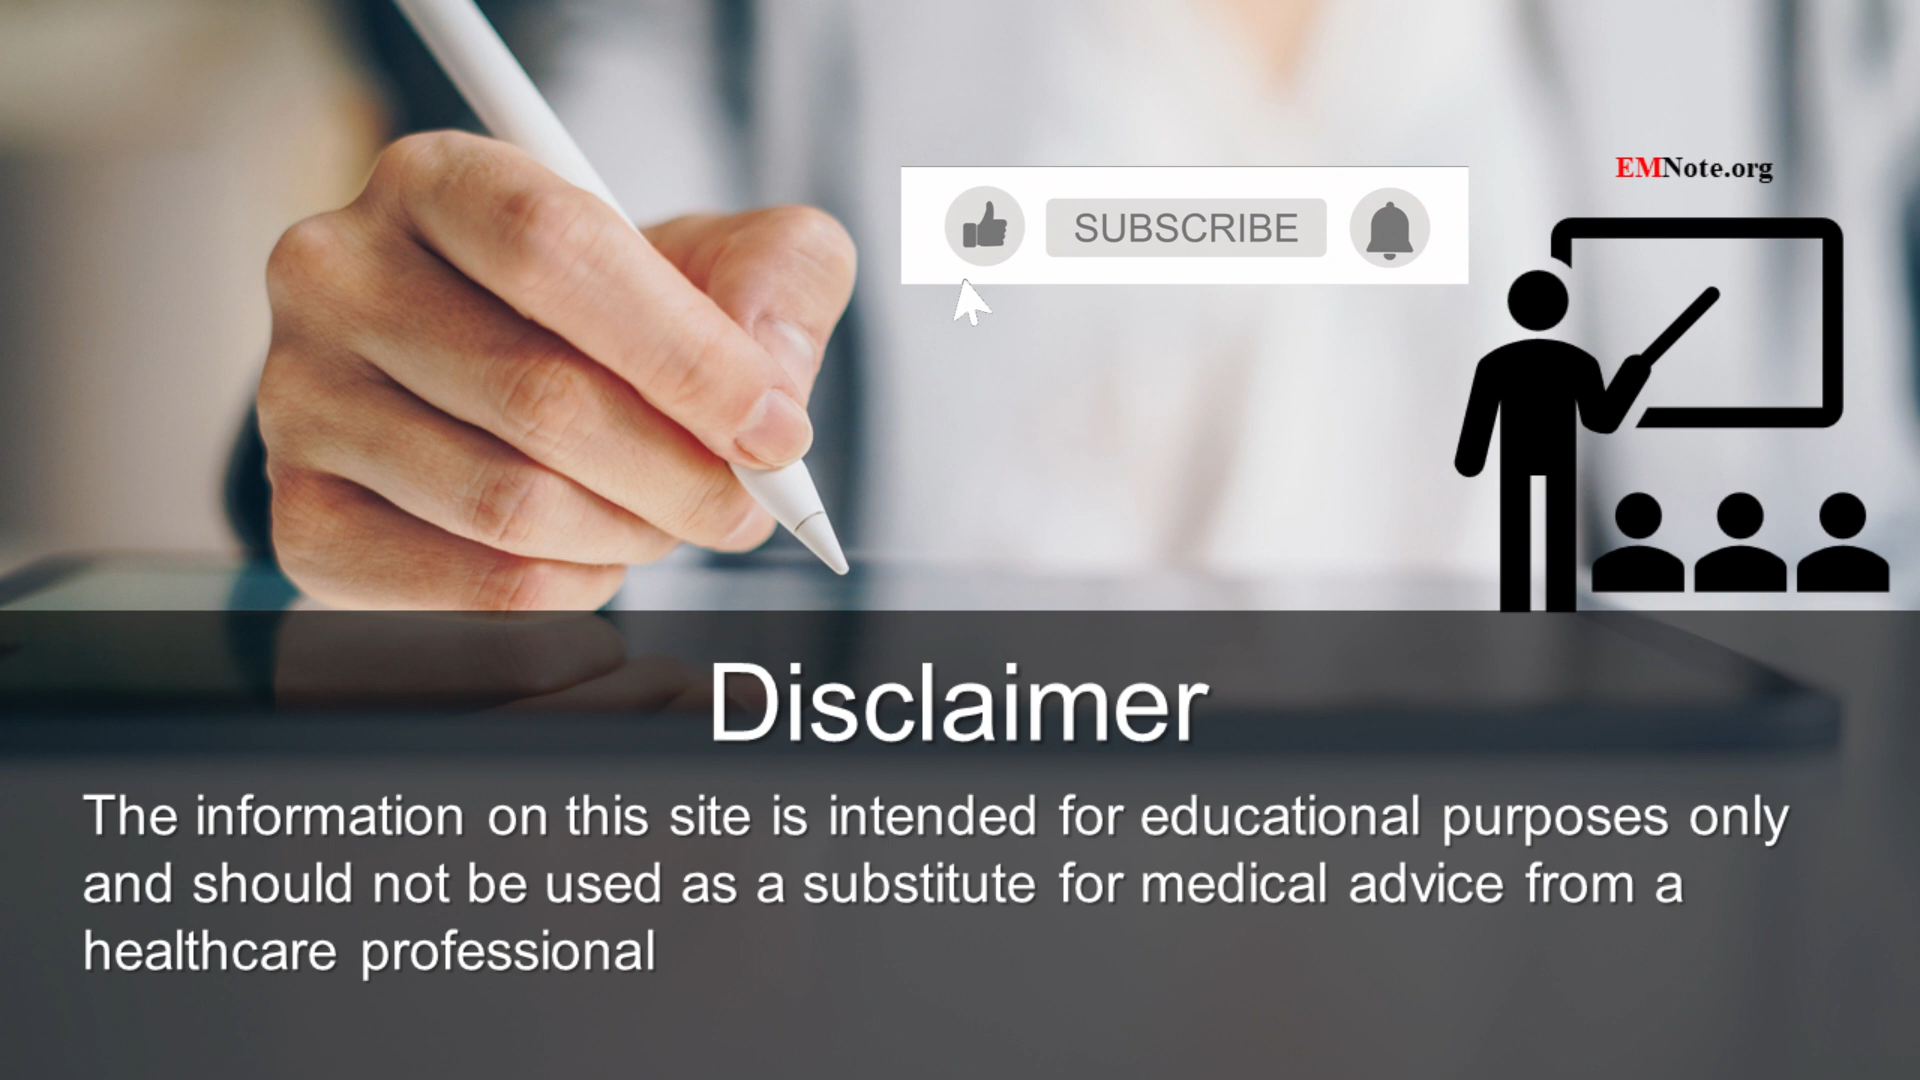 EMNote.org
SUBSCRIBE
Disclaimer
The information on this site is intended for educational purposes only
and should not be used as a substitute for medical advice from a
healthcare professional